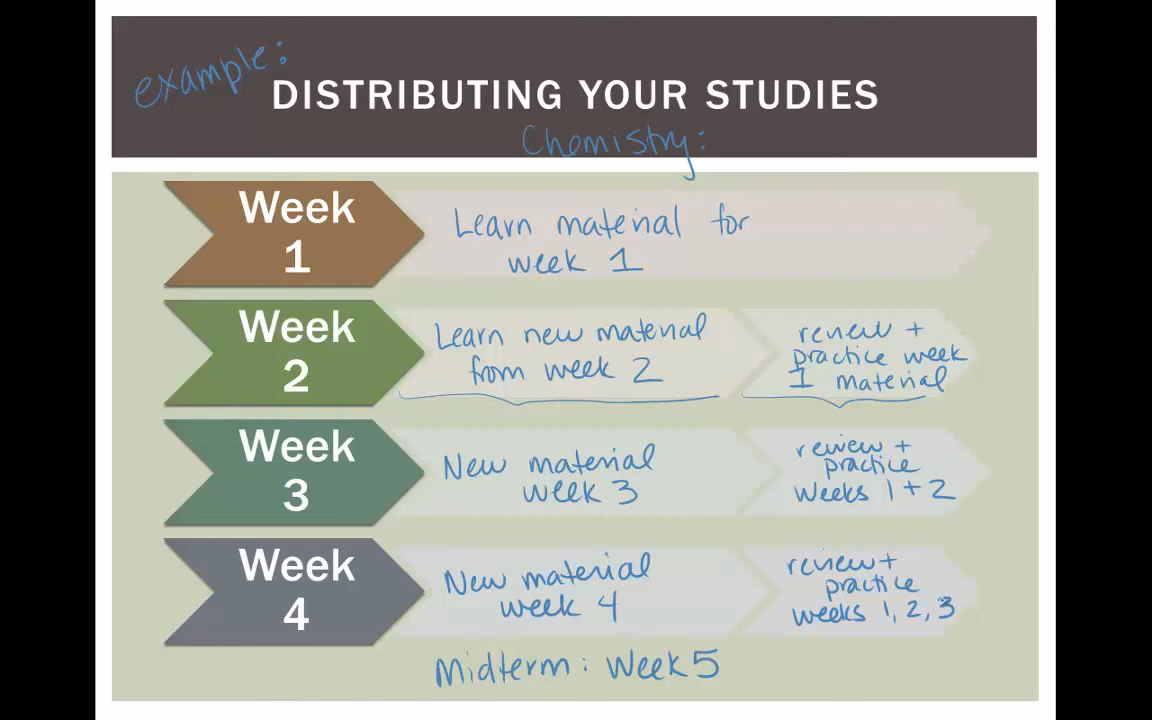 example:
DISTRIBUTING YOUR STUDIES
Chemistry:
Week
1
Learn material for
week 1
Week
2
Learn new material
from week 2
review +
practice week
1 material
Week
3
New material
week 3
review +
practice
weeks 1 + 2
Week
4
New material
week 4
review +
practice
weeks 1, 2, 3
Midterm: Week 5